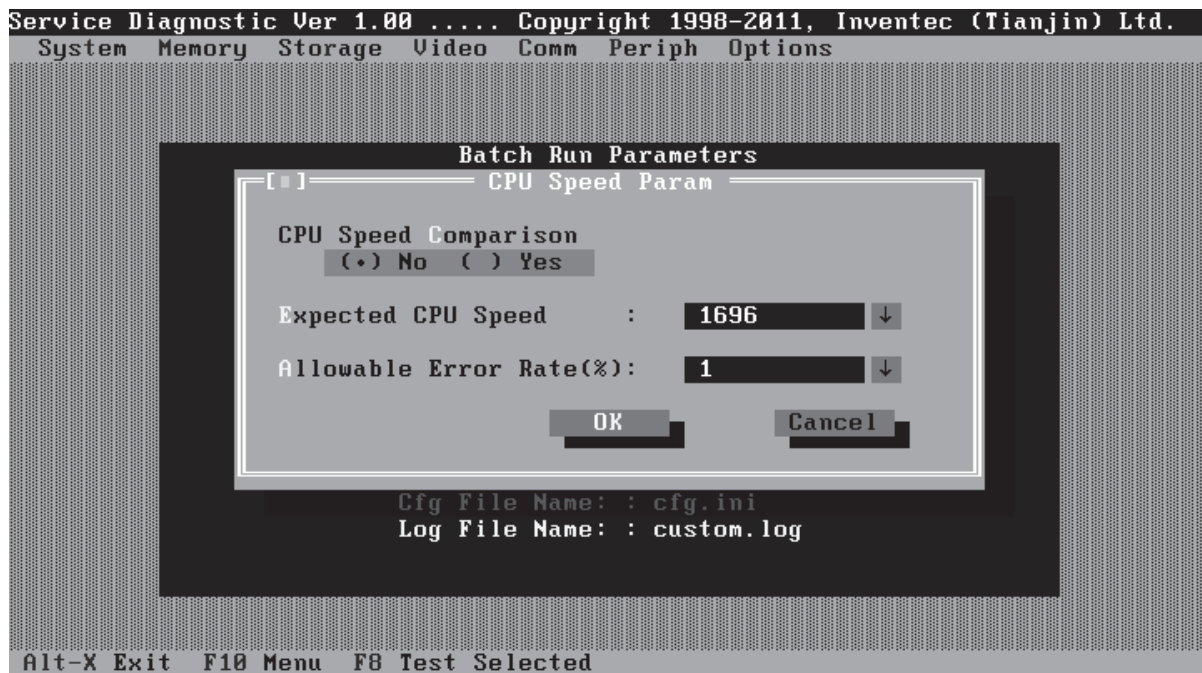 Service Diagnostic Ver 1.00 ..... Copyright 1998-2011, Inventec (Tianjin) Ltd.
System Memory Storage Video Comm Periph Options
Batch Run Parameters
CPU Speed Param
CPU Speed Comparison
(•) No ( ) Yes
Expected CPU Speed : 1696 ↓
Allowable Error Rate(%): 1 ↓
OK Cancel
Cfg File Name: : cfg.ini
Log File Name: : custom.log
Alt-X Exit F10 Menu F8 Test Selected